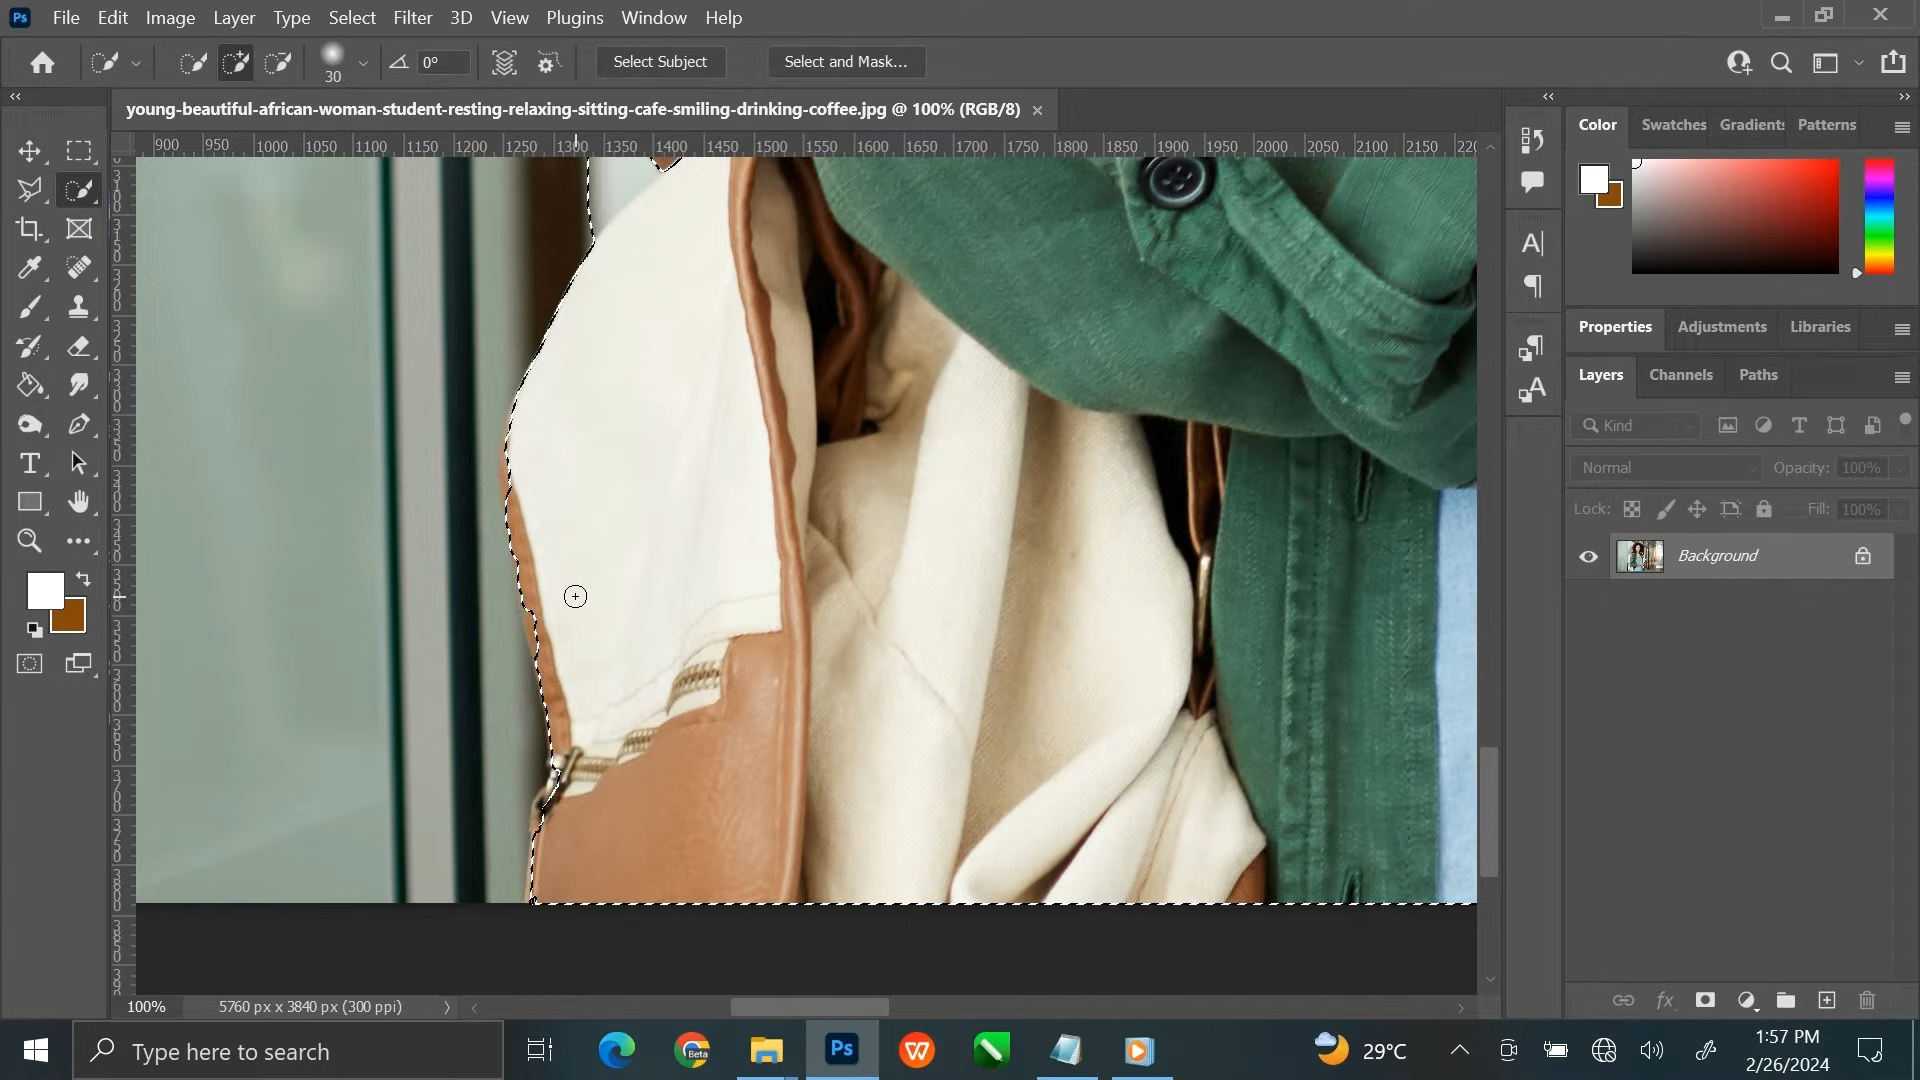 Ps File Edit Image Layer Type Select Filter 3D View Plugins Window Help
30 0° Select Subject Select and Mask...
young-beautiful-african-woman-student-resting-relaxing-sitting-cafe-smiling-drinking-coffee.jpg @ 100% (RGB/8)
900 950 1000 1050 1100 1150 1200 1250 1300 1350 1400 1450 1500 1550 1600 1650 1700 1750 1800 1850 1900 1950 2000 2050 2100 2150 220
Color Swatches Gradients Patterns
Properties Adjustments Libraries
Layers Channels Paths
Kind
Normal Opacity: 100%
Lock: Fill: 100%
Background
100% 5760 px x 3840 px (300 ppi)
Type here to search
29°C
1:57 PM
2/26/2024